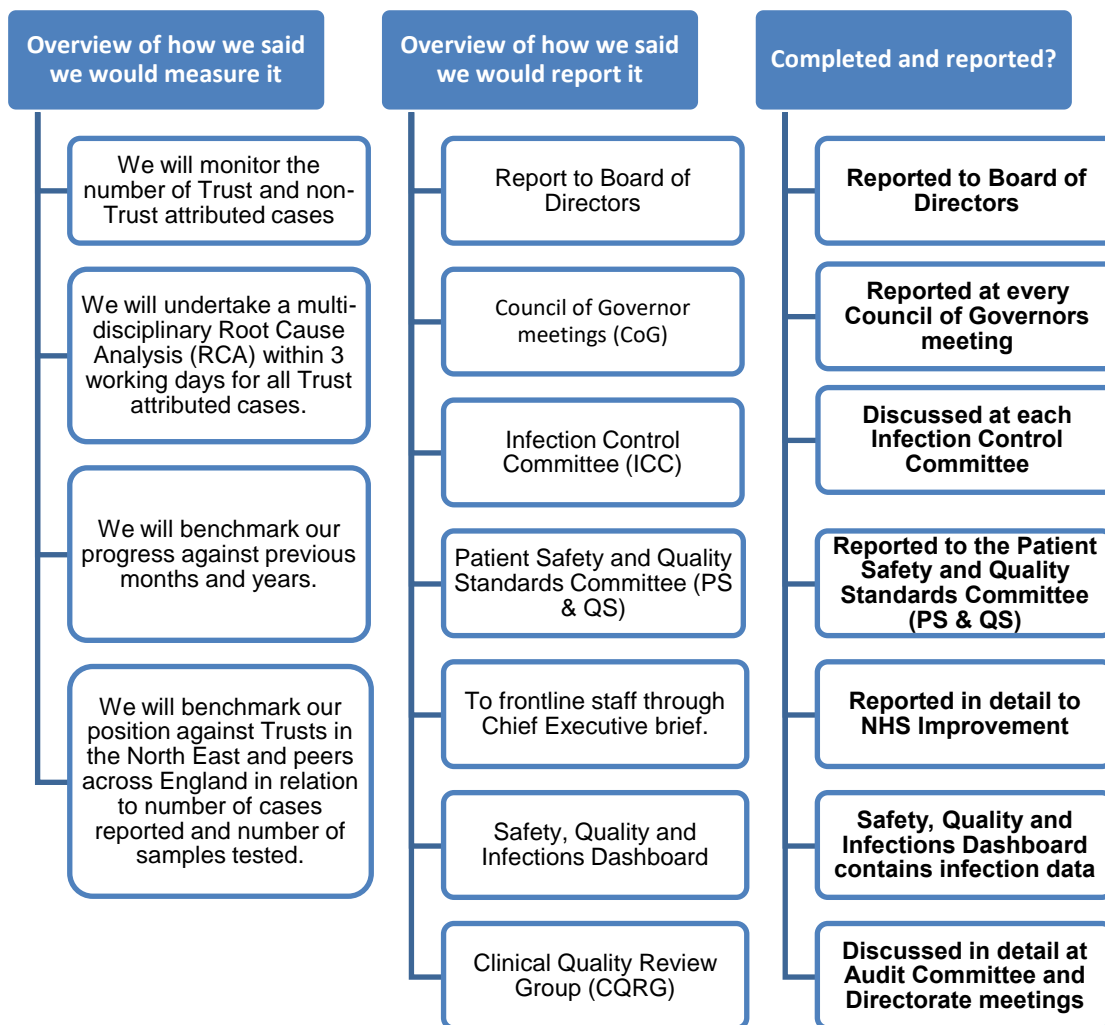 Overview of how we said
we would measure it
We will monitor the
number of Trust and non-
Trust attributed cases
We will undertake a multi-
disciplinary Root Cause
Analysis (RCA) within 3
working days for all Trust
attributed cases.
We will benchmark our
progress against previous
months and years.
We will benchmark our
position against Trusts in
the North East and peers
across England in relation
to number of cases
reported and number of
samples tested.
Overview of how we said
we would report it
Report to Board of
Directors
Council of Governor
meetings (CoG)
Infection Control
Committee (ICC)
Patient Safety and Quality
Standards Committee (PS
& QS)
To frontline staff through
Chief Executive brief.
Safety, Quality and
Infections Dashboard
Clinical Quality Review
Group (CQRG)
Completed and reported?
Reported to Board of
Directors
Reported at every
Council of Governors
meeting
Discussed at each
Infection Control
Committee
Reported to the Patient
Safety and Quality
Standards Committee
(PS & QS)
Reported in detail to
NHS Improvement
Safety, Quality and
Infections Dashboard
contains infection data
Discussed in detail at
Audit Committee and
Directorate meetings